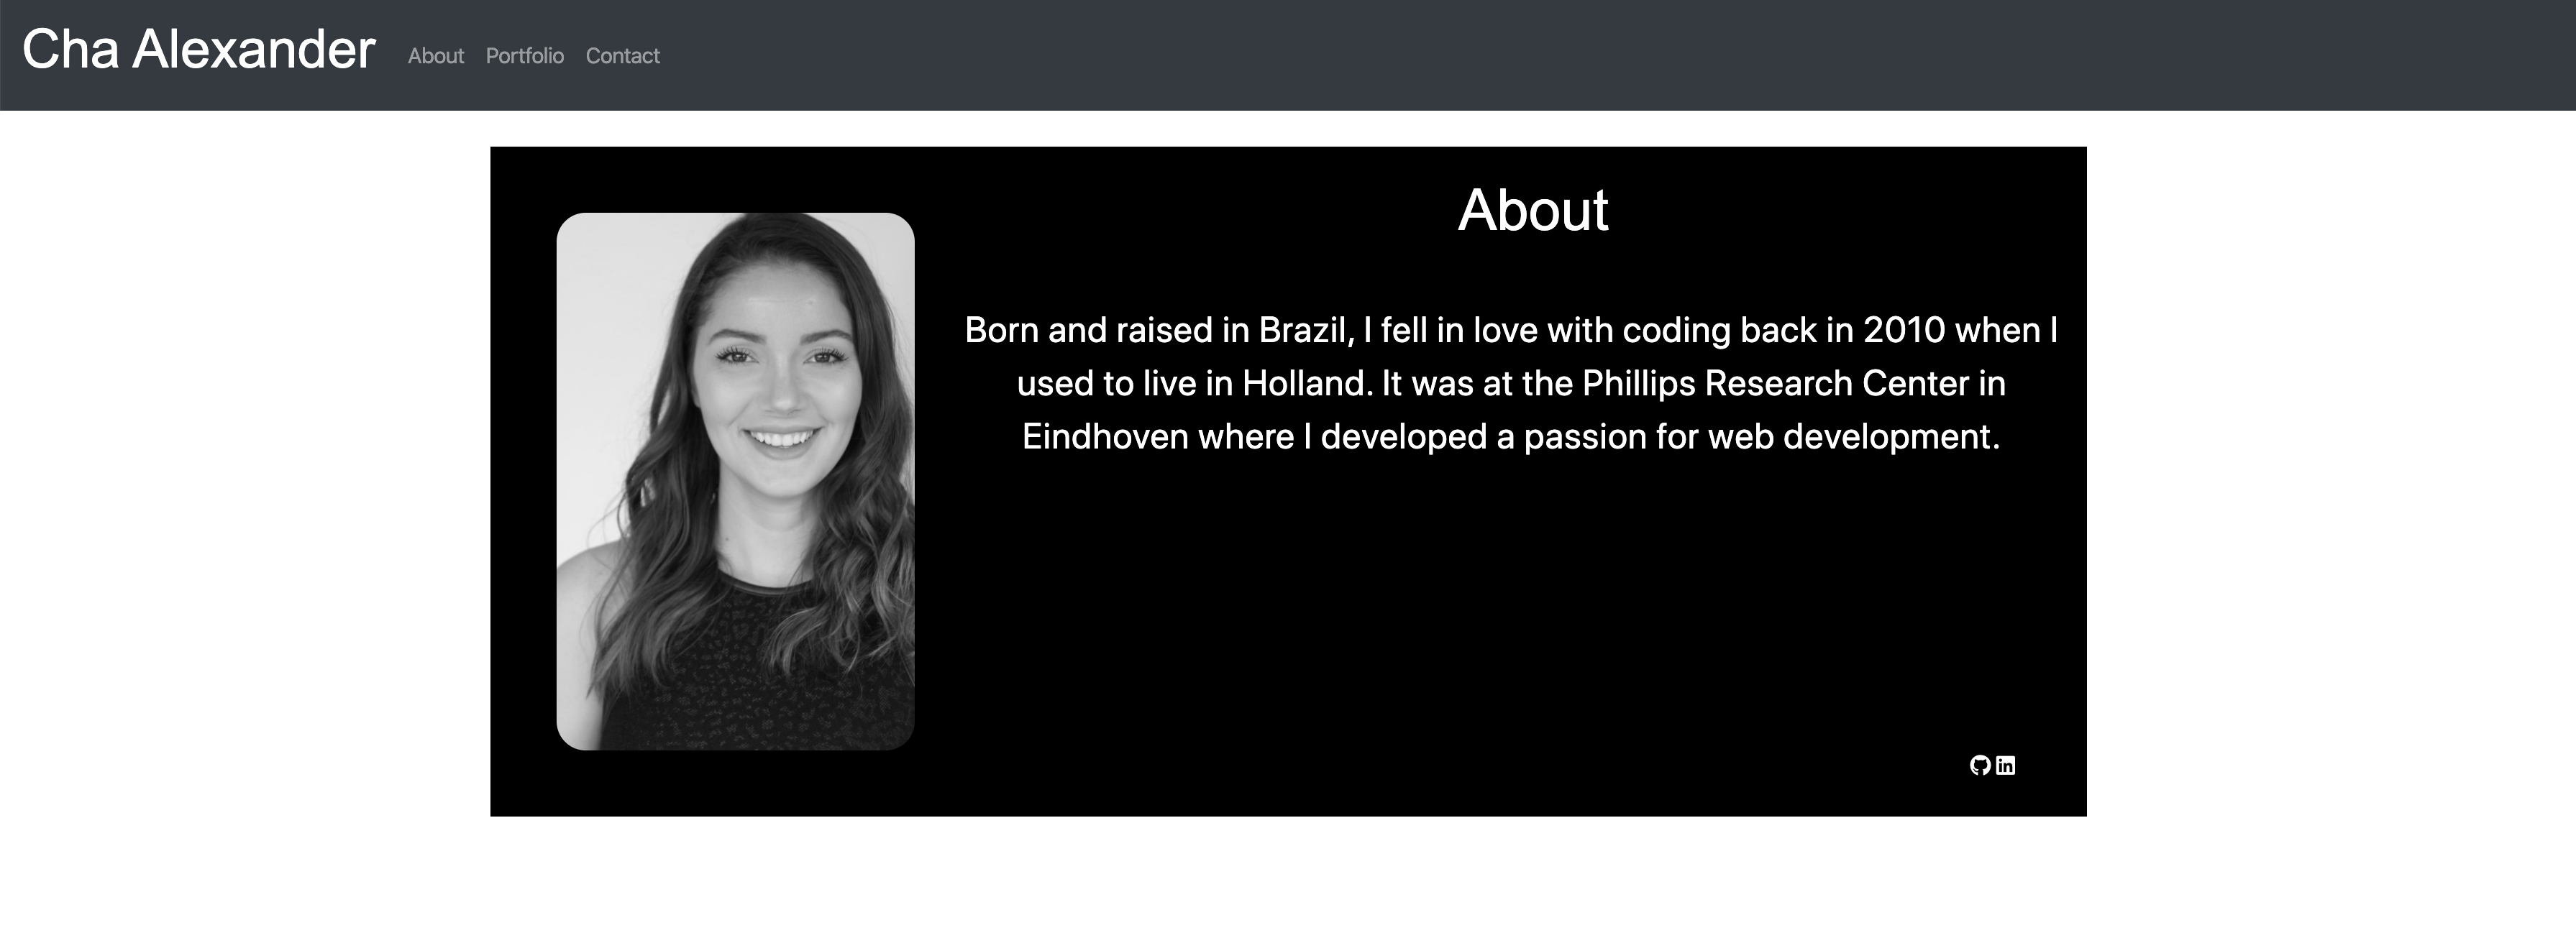 Cha Alexander About Portfolio Contact
About
Born and raised in Brazil, I fell in love with coding back in 2010 when I
used to live in Holland. It was at the Phillips Research Center in
Eindhoven where I developed a passion for web development.
in